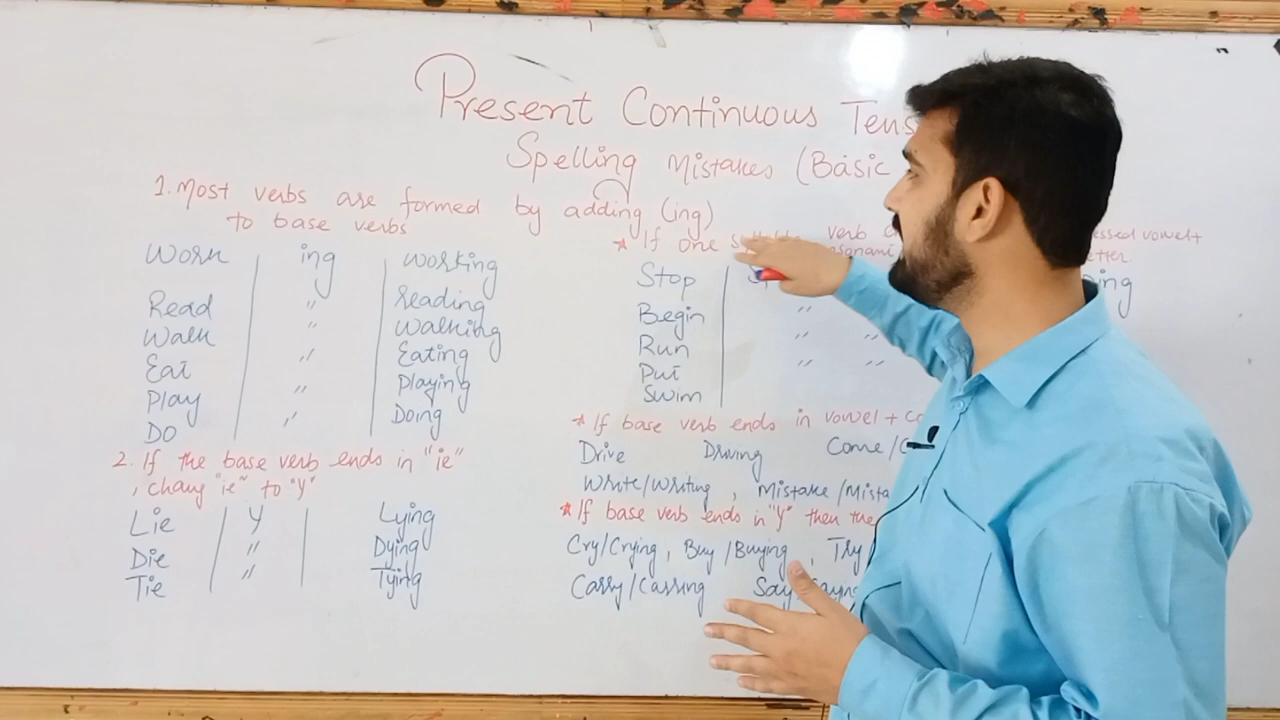 Present Continuous Tens
Spelling Mistakes (Basic
1. Most verbs are formed by adding (ing)
to base verbs
Work ing Working
Read " Reading
Walk " Walking
Eat " Eating
Play " Playing
Do " Doing
2. If the base verb ends in "ie"
, chang "ie" to "y"
Lie y Lying
Die " Dying
Tie " Tying
* If one verb
Stop
Begin " 
Run " "
Put " "
Swim
* If base verb ends in vowel +
Drive Driving Come /
Write/Writing , Mistake /Mista
* If base verb ends in "y" then the
Cry/Crying , Buy /Buying , Try
Carry/Carring Say